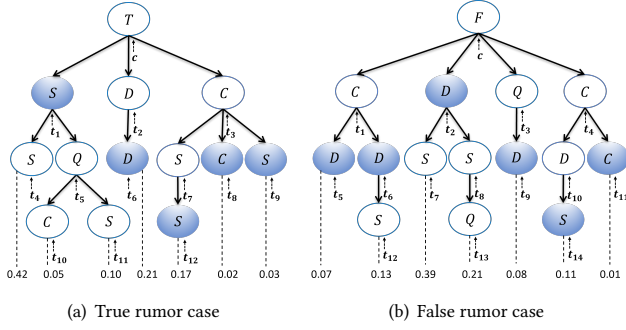 T F
c c
S D C C D Q C
t1 t2 t3 t1 t2 t3 t4
S Q D S C S D D S S D D C
t4 t5 t6 t7 t8 t9 t5 t6 t7 t8 t9 t10 t11
C S S S Q S
t10 t11 t12 t12 t13 t14
0.42 0.05 0.10 0.21 0.17 0.02 0.03 0.07 0.13 0.39 0.21 0.08 0.11 0.01
(a) True rumor case (b) False rumor case